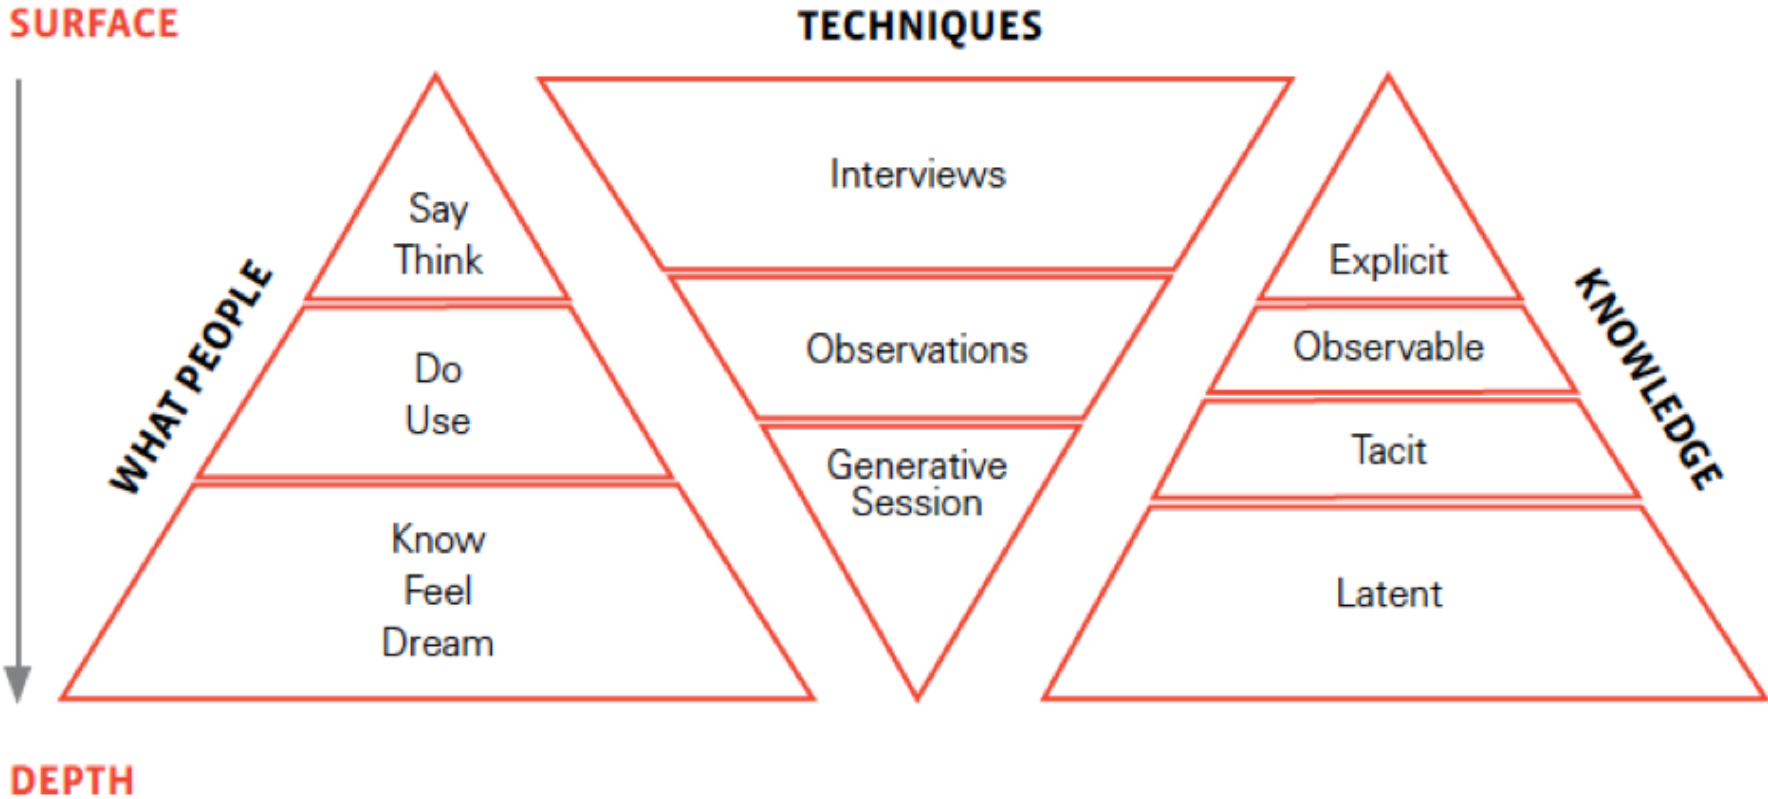 SURFACE
TECHNIQUES
WHAT PEOPLE
Say
Think
Do
Use
Know
Feel
Dream
Interviews
Observations
Generative
Session
Explicit
Observable
Tacit
Latent
KNOWLEDGE
DEPTH